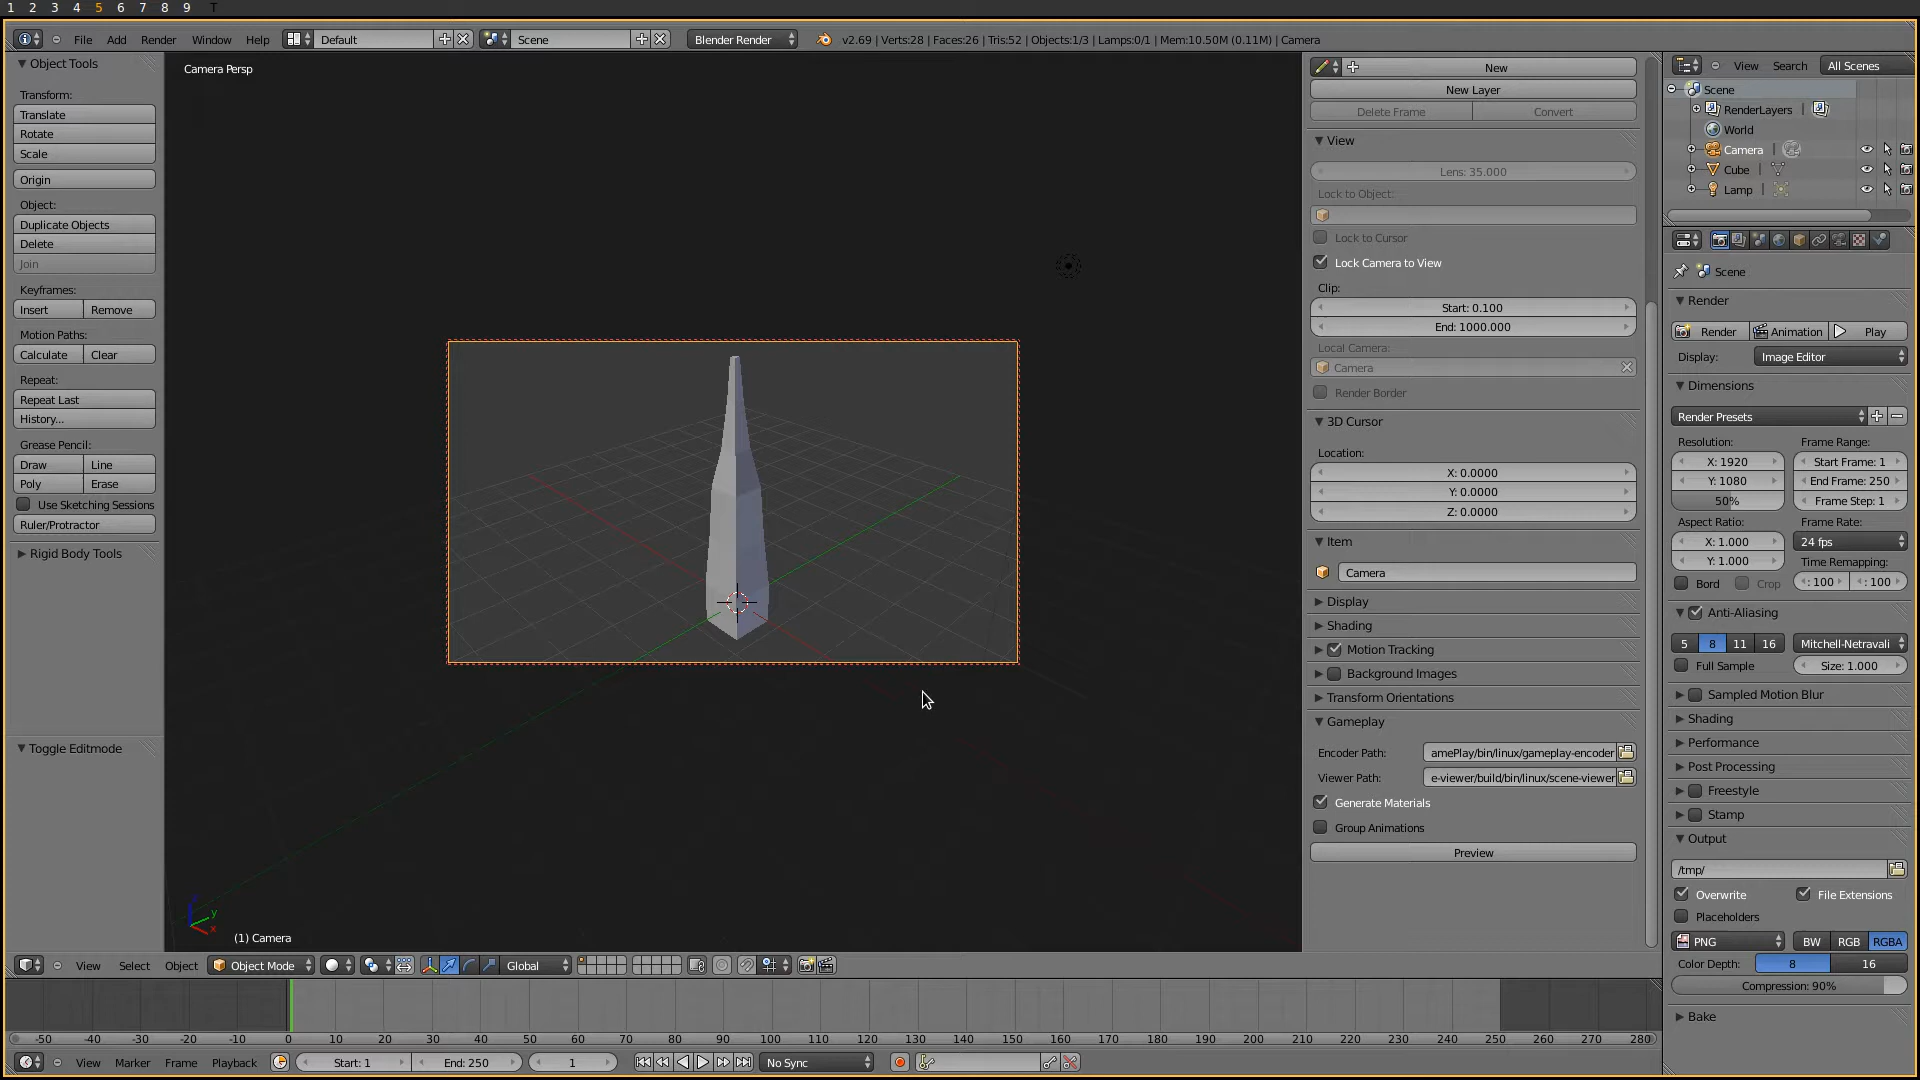 1 2 3 4 5 6 7 8 9 T
File Add Render Window Help Default Scene Blender Render v2.69 | Verts:28 | Faces:26 | Tris:52 | Objects:1/3 | Lamps:0/1 | Mem:10.50M (0.11M) | Camera
Object Tools
Transform:
Translate
Rotate
Scale
Origin
Object:
Duplicate Objects
Delete
Join
Keyframes:
Insert Remove
Motion Paths:
Calculate Clear
Repeat:
Repeat Last
History...
Grease Pencil:
Draw Line
Poly Erase
Use Sketching Sessions
Ruler/Protractor
Rigid Body Tools
Toggle Editmode
Camera Persp
z
y
x
(1) Camera
New
New Layer
Delete Frame Convert
View
Lens: 35.000
Lock to Object:
Lock to Cursor
Lock Camera to View
Clip:
Start: 0.100
End: 1000.000
Local Camera:
Camera
Render Border
3D Cursor
Location:
X: 0.0000
Y: 0.0000
Z: 0.0000
Item
Camera
Display
Shading
Motion Tracking
Background Images
Transform Orientations
Gameplay
Encoder Path: amePlay/bin/linux/gameplay-encoder
Viewer Path: e-viewer/build/bin/linux/scene-viewer
Generate Materials
Group Animations
Preview
View Search All Scenes
Scene
RenderLayers |
World
Camera |
Cube |
Lamp |
Scene
Render
Render Animation Play
Display: Image Editor
Dimensions
Render Presets
Resolution: Frame Range:
X: 1920 Start Frame: 1
Y: 1080 End Frame: 250
50% Frame Step: 1
Aspect Ratio: Frame Rate:
X: 1.000 24 fps
Y: 1.000 Time Remapping:
Bord Crop : 100 : 100
Anti-Aliasing
5 8 11 16 Mitchell-Netravali
Full Sample Size: 1.000
Sampled Motion Blur
Shading
Performance
Post Processing
Freestyle
Stamp
Output
/tmp/
Overwrite File Extensions
Placeholders
PNG BW RGB RGBA
Color Depth: 8 16
Compression: 90%
Bake
View Select Object Object Mode Global
-50 -40 -30 -20 -10 0 10 20 30 40 50 60 70 80 90 100 110 120 130 140 150 160 170 180 190 200 210 220 230 240 250 260 270 280
View Marker Frame Playback Start: 1 End: 250 1 No Sync